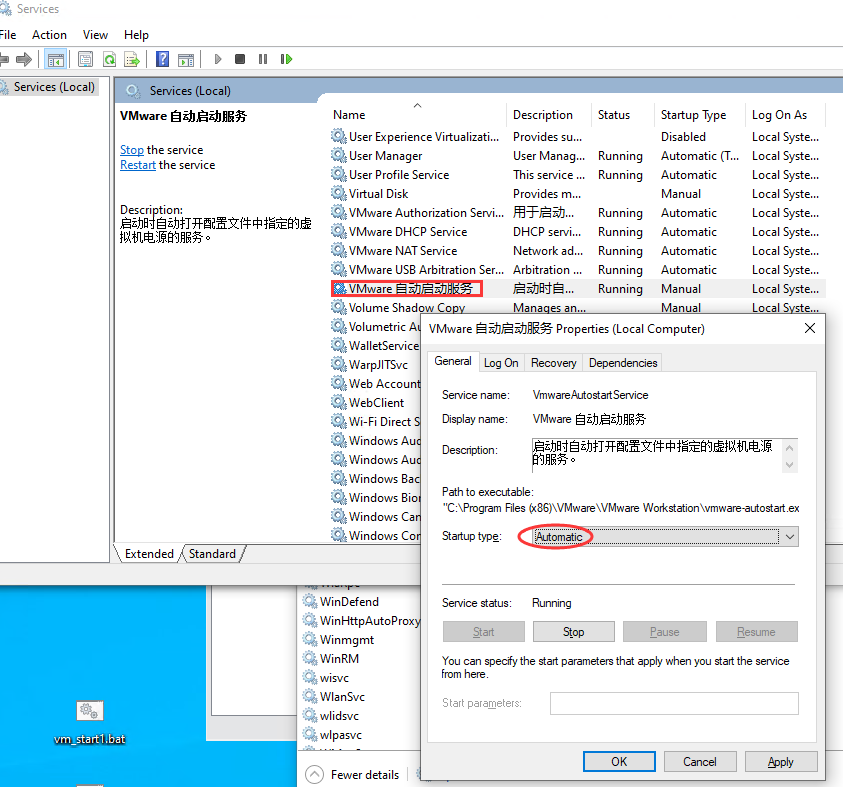 Services
File Action View Help
Services (Local)
Services (Local)
VMware 自动启动服务
Stop the service
Restart the service
Description:
启动时自动打开配置文件中指定的虚
拟机电源的服务。
Name Description Status Startup Type Log On As
User Experience Virtualizati... Provides su... Disabled Local Syste...
User Manager User Manag... Running Automatic (T... Local Syste...
User Profile Service This service ... Running Automatic Local Syste...
Virtual Disk Provides m... Manual Local Syste...
VMware Authorization Servi... 用于启动... Running Automatic Local Syste...
VMware DHCP Service DHCP servi... Running Automatic Local Syste...
VMware NAT Service Network ad... Running Automatic Local Syste...
VMware USB Arbitration Ser... Arbitration ... Running Automatic Local Syste...
VMware 自动启动服务 启动时自... Running Manual Local Syste...
Volume Shadow Copy Manages an... Manual Local Syste...
Volumetric Au
WalletService
WarpJITSvc
Web Account
WebClient
Wi-Fi Direct S
Windows Aud
Windows Aud
Windows Bac
Windows Bion
Windows Can
Windows Con
Extended Standard
VMware 自动启动服务 Properties (Local Computer)
General Log On Recovery Dependencies
Service name: VmwareAutostartService
Display name: VMware 自动启动服务
Description: 启动时自动打开配置文件中指定的虚拟机电源
的服务。
Path to executable:
"C:\Program Files (x86)\VMware\VMware Workstation\vmware-autostart.ex
Startup type: Automatic
Service status: Running
Start Stop Pause Resume
You can specify the start parameters that apply when you start the service
from here.
Start parameters:
OK Cancel Apply
WinDefend
WinHttpAutoProxy
Winmgmt
WinRM
wisvc
WlanSvc
wlidsvc
wlpasvc
Fewer details
vm_start1.bat